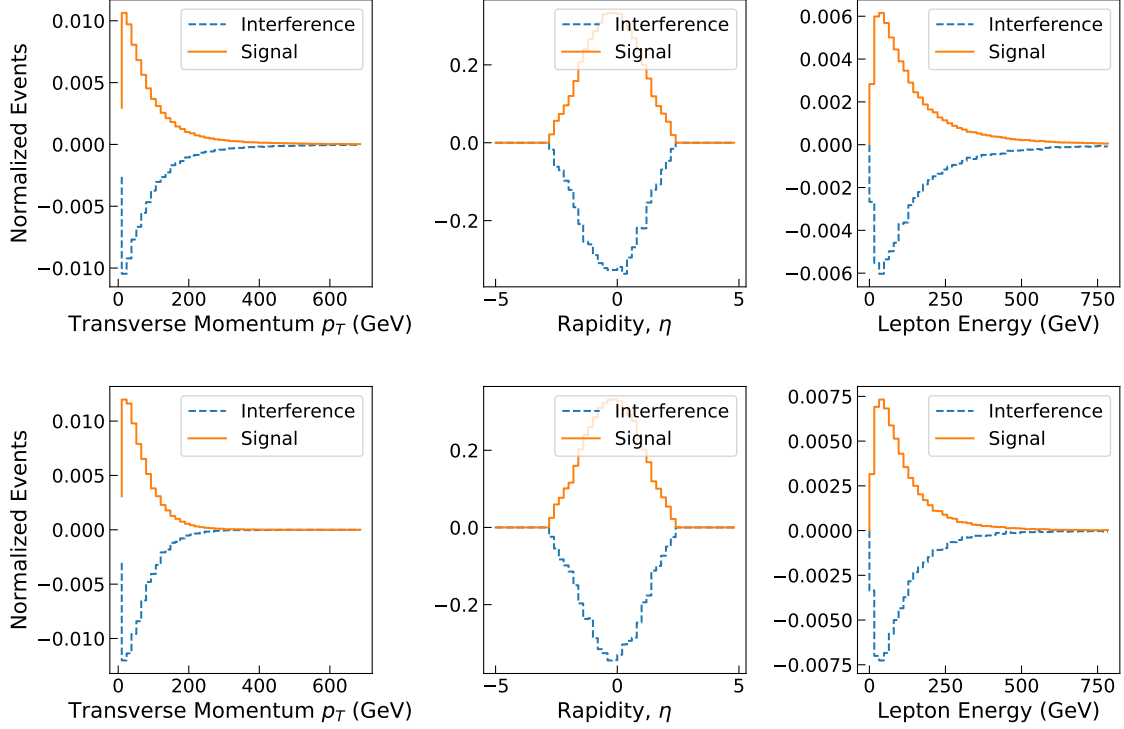 Normalized Events
0.010
0.005
0.000
−0.005
−0.010
0 200 400 600
Transverse Momentum p_T (GeV)
Interference
Signal
0.2
0.0
−0.2
−5 0 5
Rapidity, η
Interference
Signal
0.006
0.004
0.002
0.000
−0.002
−0.004
−0.006
0 250 500 750
Lepton Energy (GeV)
Interference
Signal
Normalized Events
0.010
0.005
0.000
−0.005
−0.010
0 200 400 600
Transverse Momentum p_T (GeV)
Interference
Signal
0.2
0.0
−0.2
−5 0 5
Rapidity, η
Interference
Signal
0.0075
0.0050
0.0025
0.0000
−0.0025
−0.0050
−0.0075
0 250 500 750
Lepton Energy (GeV)
Interference
Signal